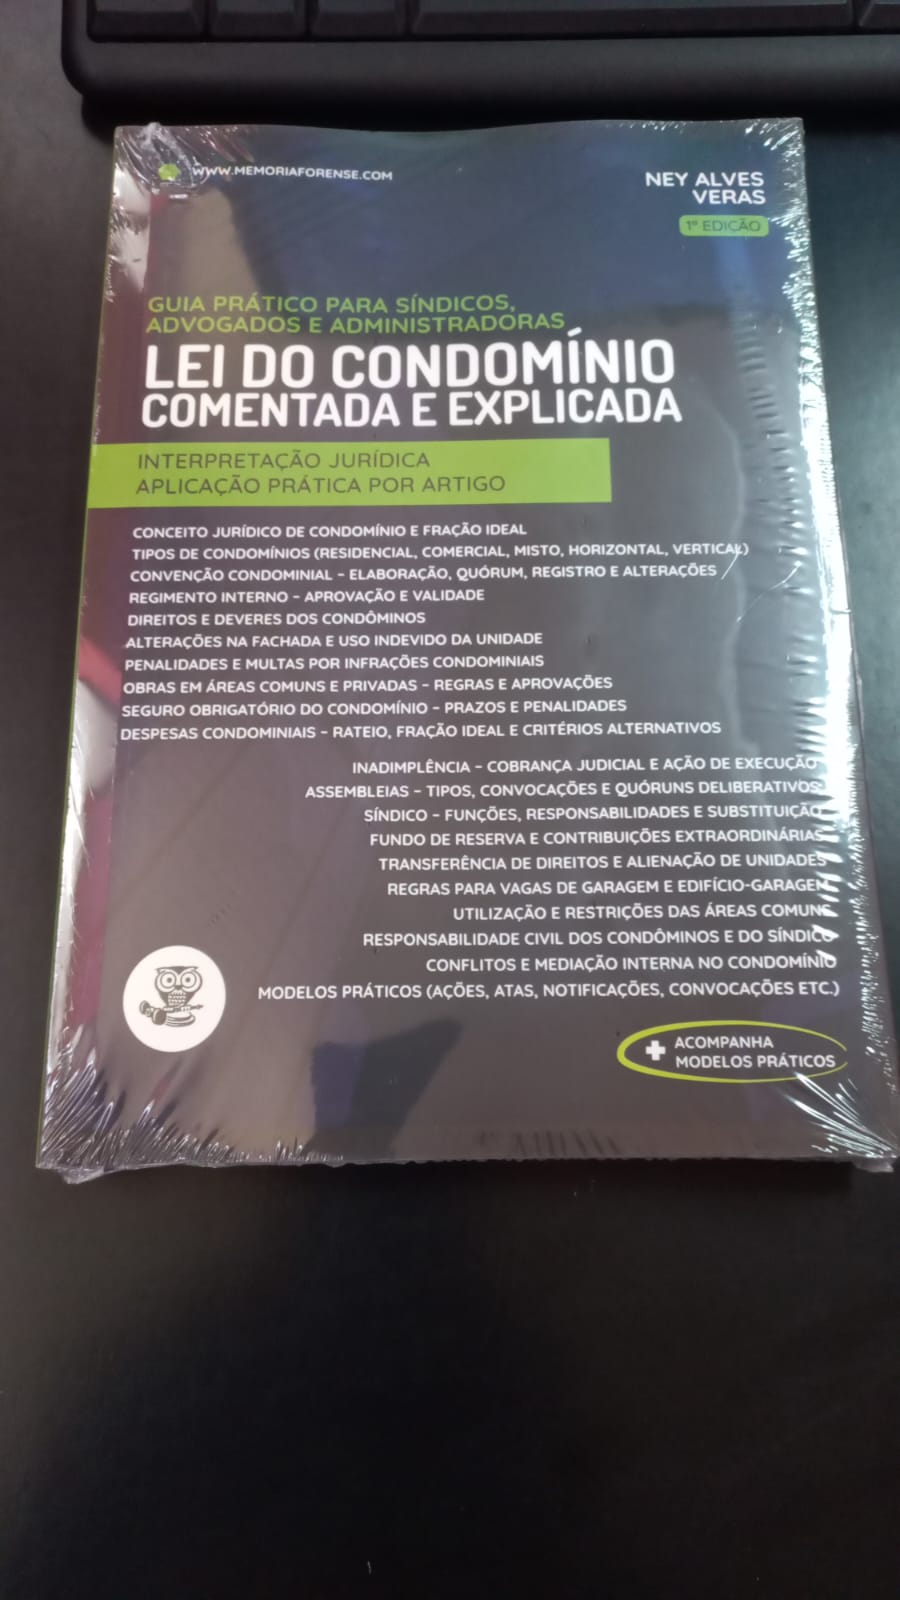 WWW.MEMORIAFORENSE.COM
NEY ALVES
VERAS
1ª EDIÇÃO
GUIA PRÁTICO PARA SÍNDICOS,
ADVOGADOS E ADMINISTRADORAS
LEI DO CONDOMÍNIO
COMENTADA E EXPLICADA
INTERPRETAÇÃO JURÍDICA
APLICAÇÃO PRÁTICA POR ARTIGO
CONCEITO JURÍDICO DE CONDOMÍNIO E FRAÇÃO IDEAL
TIPOS DE CONDOMÍNIOS (RESIDENCIAL, COMERCIAL, MISTO, HORIZONTAL, VERTICAL)
CONVENÇÃO CONDOMINIAL – ELABORAÇÃO, QUÓRUM, REGISTRO E ALTERAÇÕES
REGIMENTO INTERNO – APROVAÇÃO E VALIDADE
DIREITOS E DEVERES DOS CONDÔMINOS
ALTERAÇÕES NA FACHADA E USO INDEVIDO DA UNIDADE
PENALIDADES E MULTAS POR INFRAÇÕES CONDOMINIAIS
OBRAS EM ÁREAS COMUNS E PRIVADAS – REGRAS E APROVAÇÕES
SEGURO OBRIGATÓRIO DO CONDOMÍNIO – PRAZOS E PENALIDADES
DESPESAS CONDOMINIAIS – RATEIO, FRAÇÃO IDEAL E CRITÉRIOS ALTERNATIVOS
INADIMPLÊNCIA – COBRANÇA JUDICIAL E AÇÃO DE EXECUÇÃO
ASSEMBLEIAS – TIPOS, CONVOCAÇÕES E QUÓRUNS DELIBERATIVOS
SÍNDICO – FUNÇÕES, RESPONSABILIDADES E SUBSTITUIÇÃO
FUNDO DE RESERVA E CONTRIBUIÇÕES EXTRAORDINÁRIAS
TRANSFERÊNCIA DE DIREITOS E ALIENAÇÃO DE UNIDADES
REGRAS PARA VAGAS DE GARAGEM E EDIFÍCIO-GARAGEM
UTILIZAÇÃO E RESTRIÇÕES DAS ÁREAS COMUNS
RESPONSABILIDADE CIVIL DOS CONDÔMINOS E DO SÍNDICO
CONFLITOS E MEDIAÇÃO INTERNA NO CONDOMÍNIO
MODELOS PRÁTICOS (AÇÕES, ATAS, NOTIFICAÇÕES, CONVOCAÇÕES ETC.)
+ ACOMPANHA
MODELOS PRÁTICOS